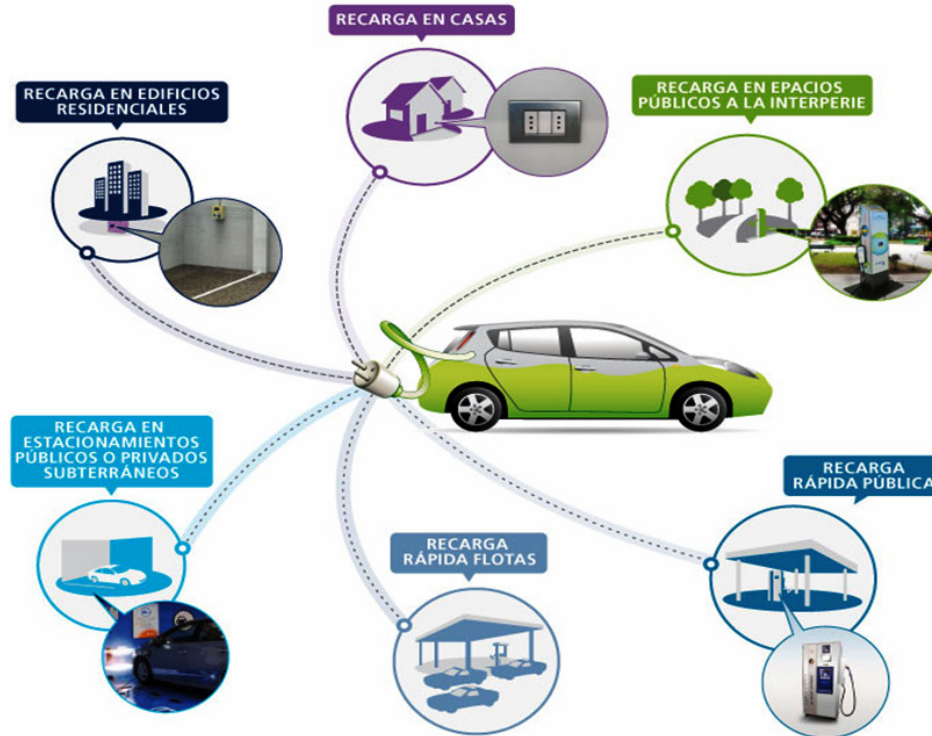 RECARGA EN CASAS
RECARGA EN EDIFICIOS
RESIDENCIALES
RECARGA EN EPACIOS
PÚBLICOS A LA INTERPERIE
RECARGA EN
ESTACIONAMIENTOS
PÚBLICOS O PRIVADOS
SUBTERRÁNEOS
RECARGA
RÁPIDA FLOTAS
RECARGA
RÁPIDA PÚBLICA